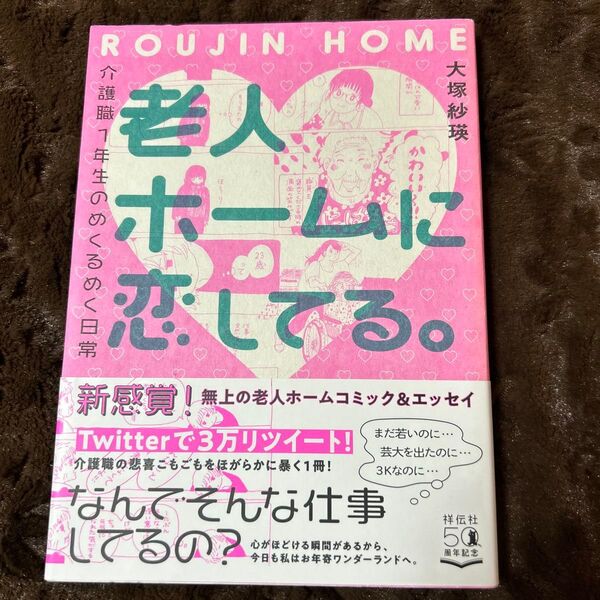 ROUJIN HOME
大塚紗瑛
老人
ホームに
恋してる。
介護職1年生のめくるめく日常
かわいい
23歳
新感覚！無上の老人ホームコミック&エッセイ
Twitterで3万リツイート！
介護職の悲喜こもごもをほがらかに暴く1冊！
まだ若いのに…
芸大を出たのに…
3Kなのに…
なんでそんな仕事
してるの？
心がほどける瞬間があるから、
今日も私はお年寄ワンダーランドへ。
祥伝社
50
周年記念